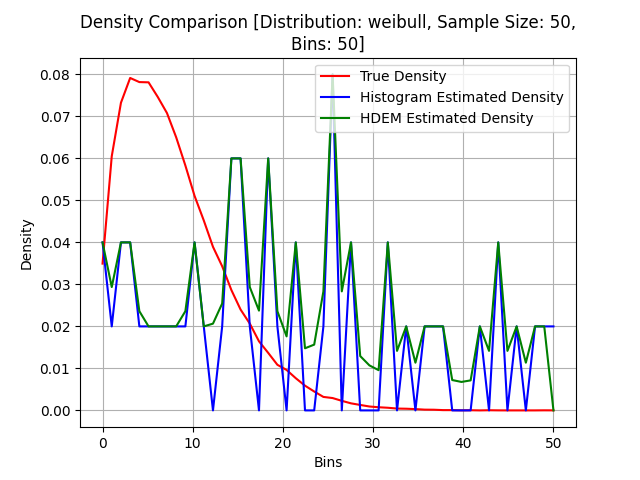 Density Comparison [Distribution: weibull, Sample Size: 50,
Bins: 50]
True Density
Histogram Estimated Density
HDEM Estimated Density
Density
0.08
0.07
0.06
0.05
0.04
0.03
0.02
0.01
0.00
0 10 20 30 40 50
Bins